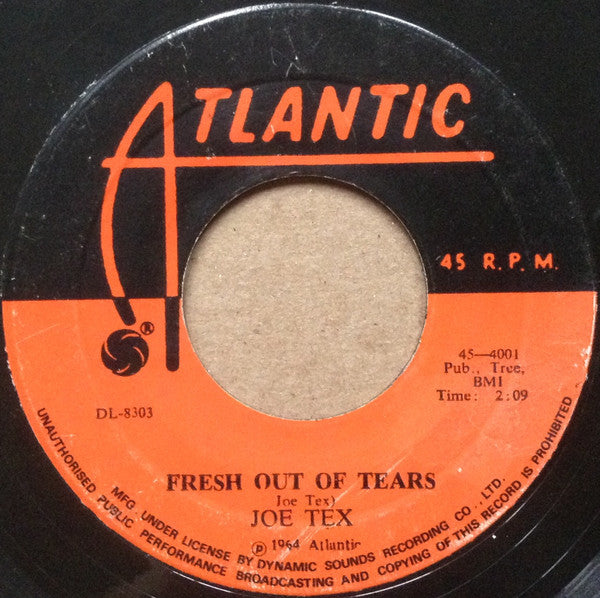 ATLANTIC
45 R.P.M.
®
45—4001
Pub., Tree,
BMI
Time: 2:09
DL-8303
FRESH OUT OF TEARS
Joe Tex)
JOE TEX
℗ 1964 Atlantic
MFG. UNDER LICENSE BY DYNAMIC SOUNDS RECORDING CO., LTD.
UNAUTHORISED PUBLIC PERFORMANCE BROADCASTING AND COPYING OF THIS RECORD IS PROHIBITED